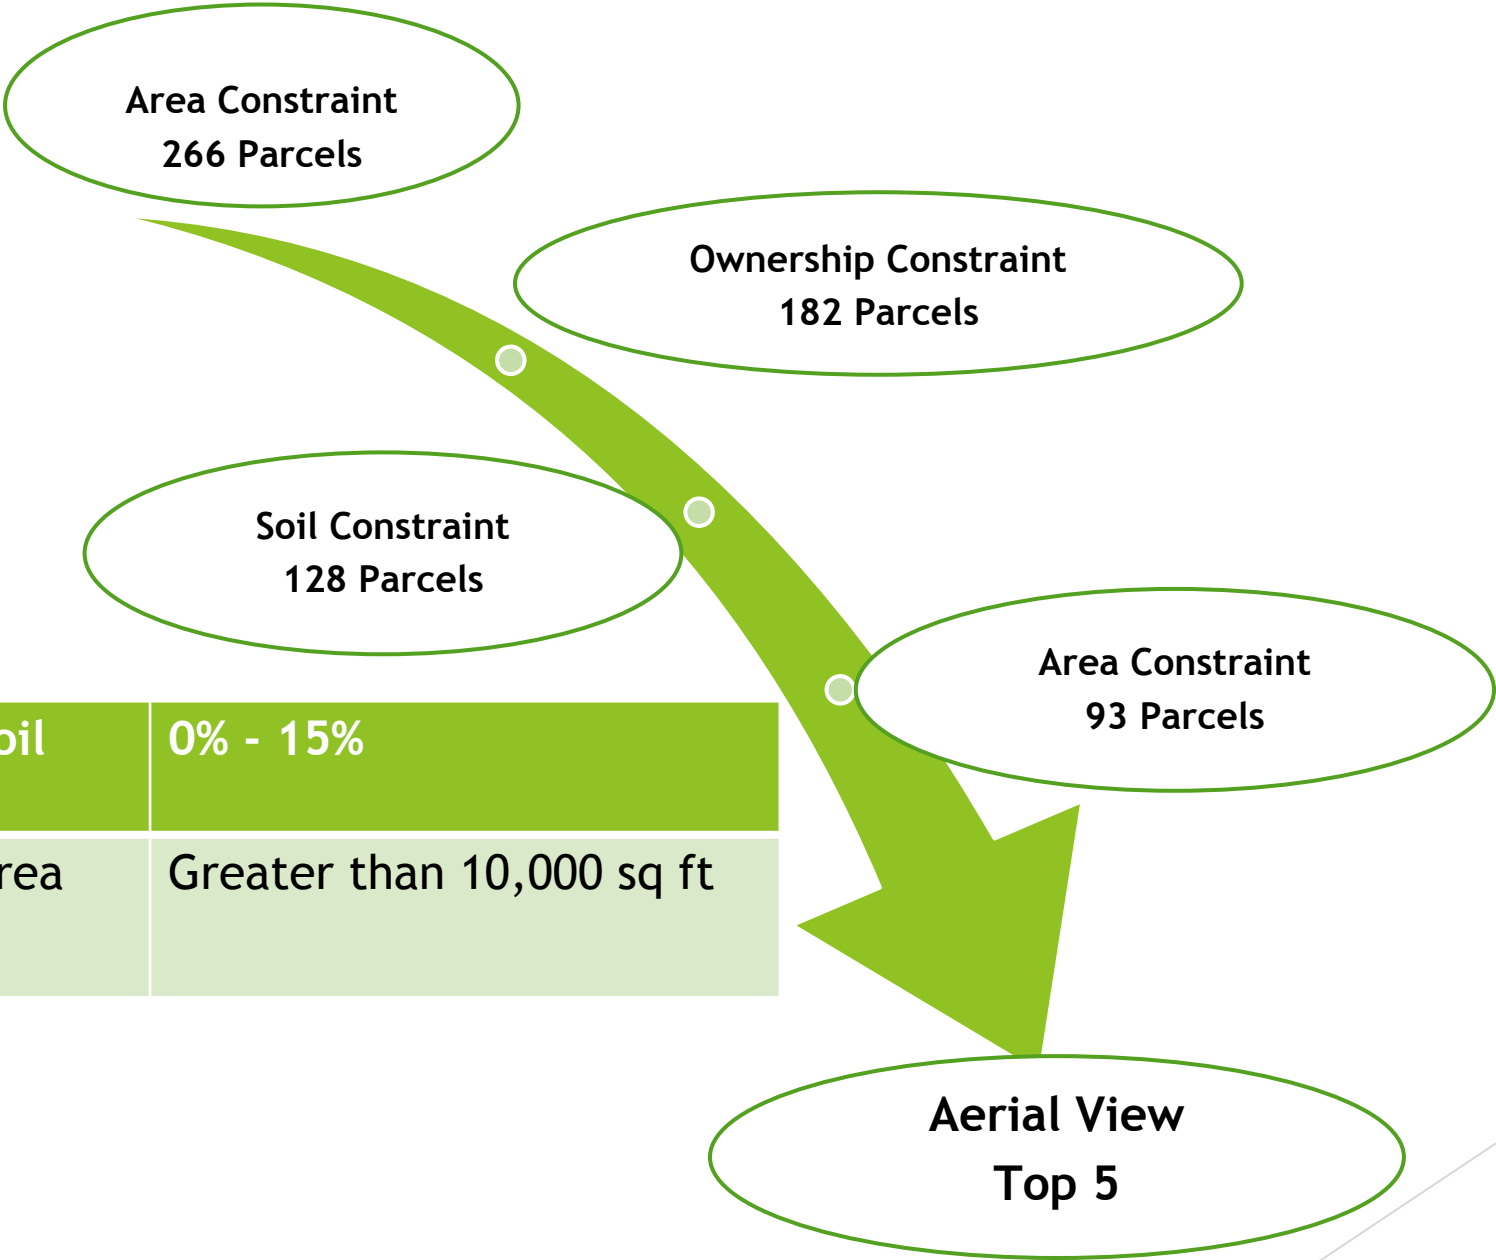 Area Constraint
266 Parcels
Ownership Constraint
182 Parcels
Soil Constraint
128 Parcels
Area Constraint
93 Parcels
oil 0% - 15%
rea Greater than 10,000 sq ft
Aerial View
Top 5